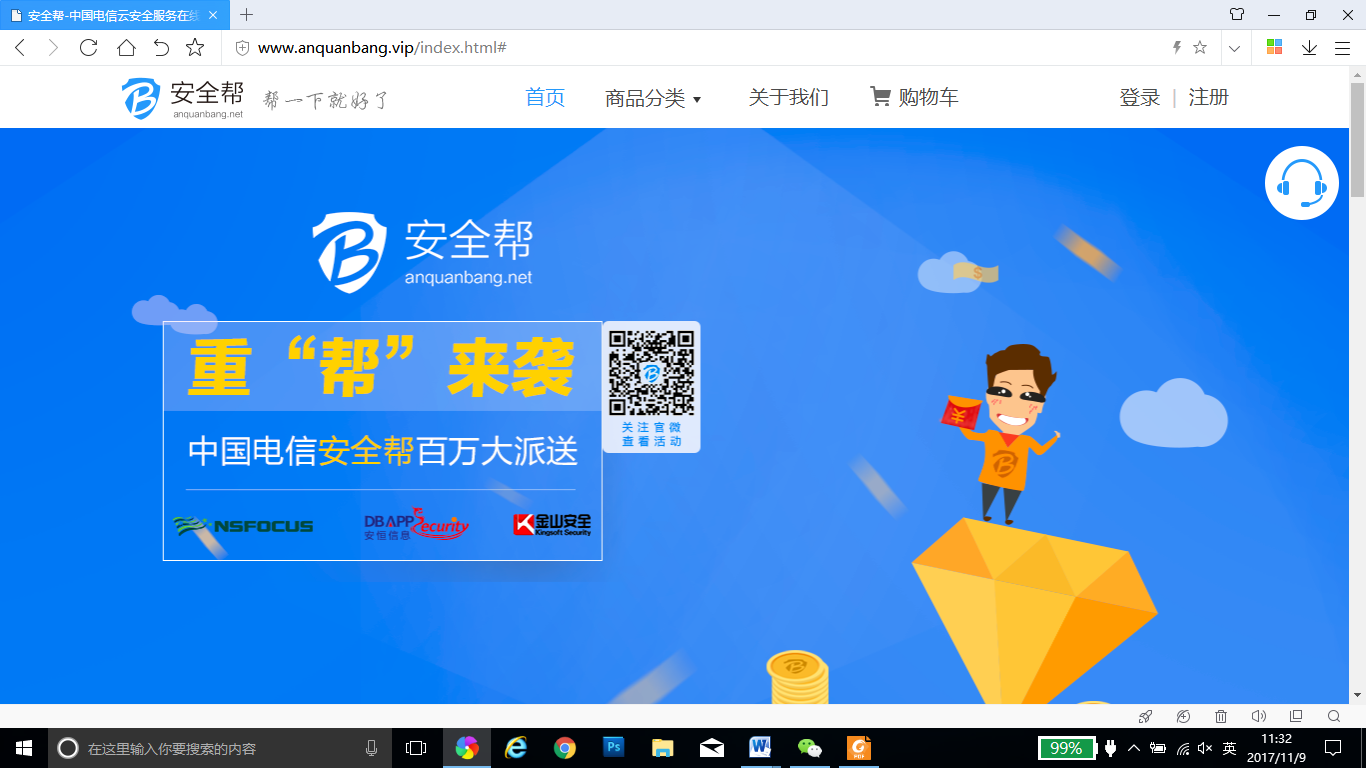 安全帮-中国电信云安全服务在线
www.anquanbang.vip/index.html#
安全帮
anquanbang.net
帮一下就好了
首页 商品分类 关于我们 购物车 登录 | 注册
安全帮
anquanbang.net
重“帮”来袭
中国电信安全帮百万大派送
NSFOCUS
DBAPPSecurity
安恒信息
金山安全
Kingsoft Security
关注官微
查看活动
在这里输入你要搜索的内容
99%
英
11:32
2017/11/9